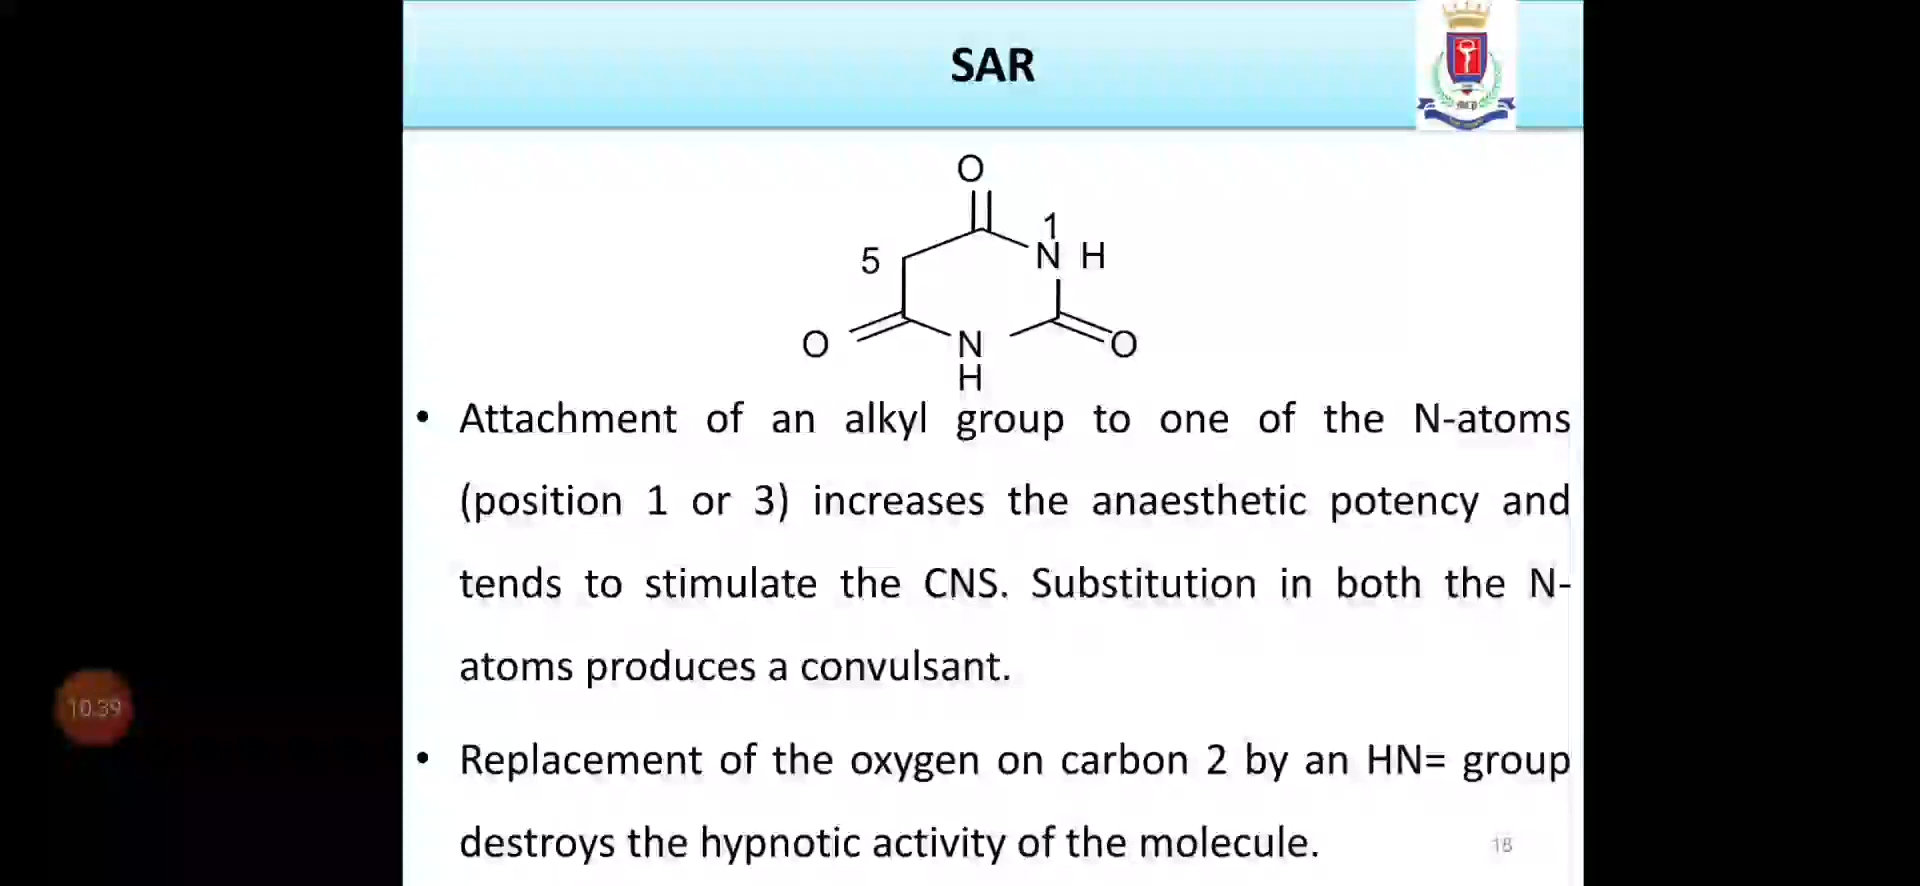 SAR
O
1
5
N H
O
N
O
H
• Attachment of an alkyl group to one of the N-atoms
(position 1 or 3) increases the anaesthetic potency and
tends to stimulate the CNS. Substitution in both the N-
atoms produces a convulsant.
10.39
• Replacement of the oxygen on carbon 2 by an HN= group
destroys the hypnotic activity of the molecule.
18